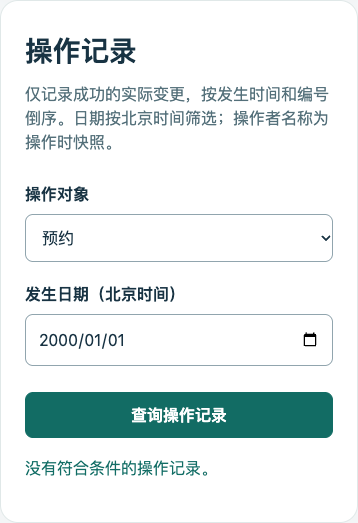 操作记录
仅记录成功的实际变更，按发生时间和编号
倒序。日期按北京时间筛选；操作者名称为
操作时快照。
操作对象
预约
发生日期（北京时间）
2000/01/01
查询操作记录
没有符合条件的操作记录。